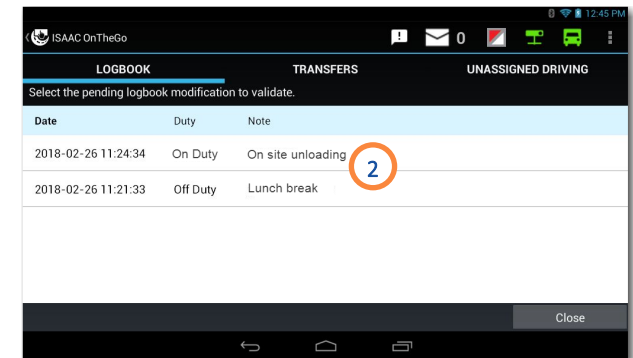 12:45 PM
ISAAC OnTheGo
! 0
LOGBOOK TRANSFERS UNASSIGNED DRIVING
Select the pending logbook modification to validate.
Date Duty Note
2018-02-26 11:24:34 On Duty On site unloading
2
2018-02-26 11:21:33 Off Duty Lunch break
Close